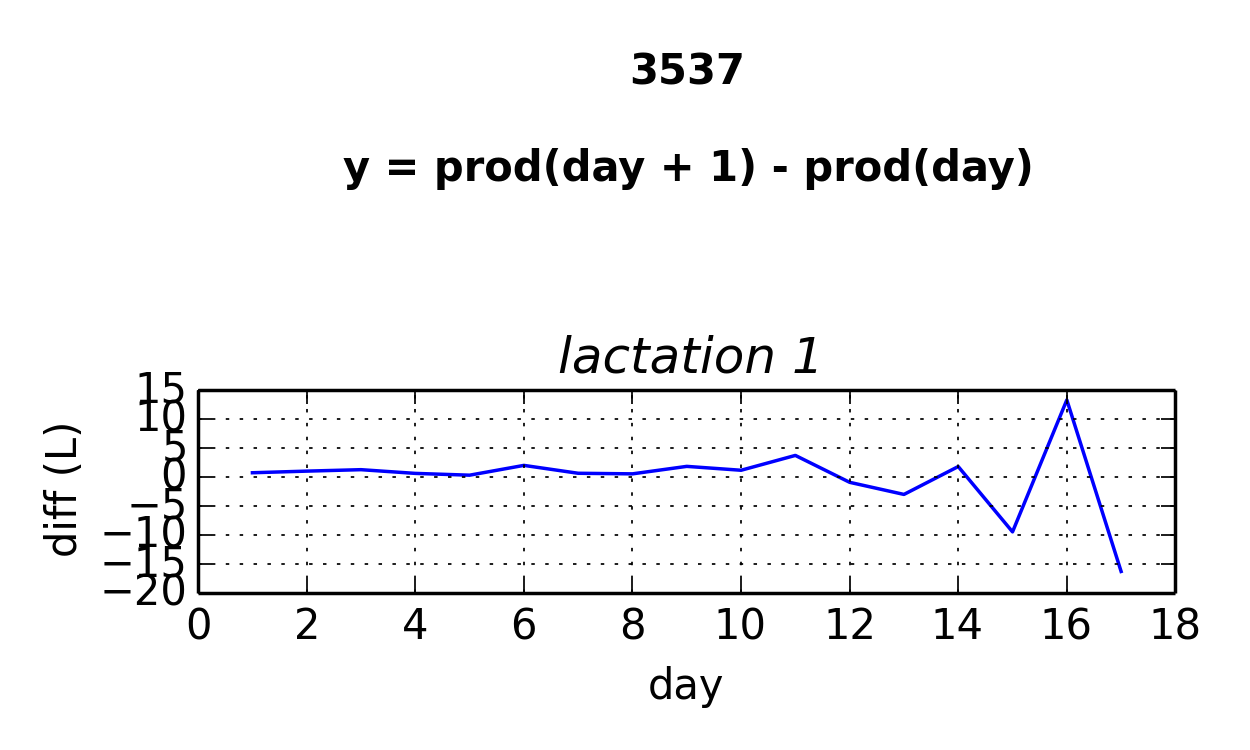 3537
y = prod(day + 1) - prod(day)
lactation 1
15
10
5
0
−5
−10
−15
−20
diff (L)
0 2 4 6 8 10 12 14 16 18
day